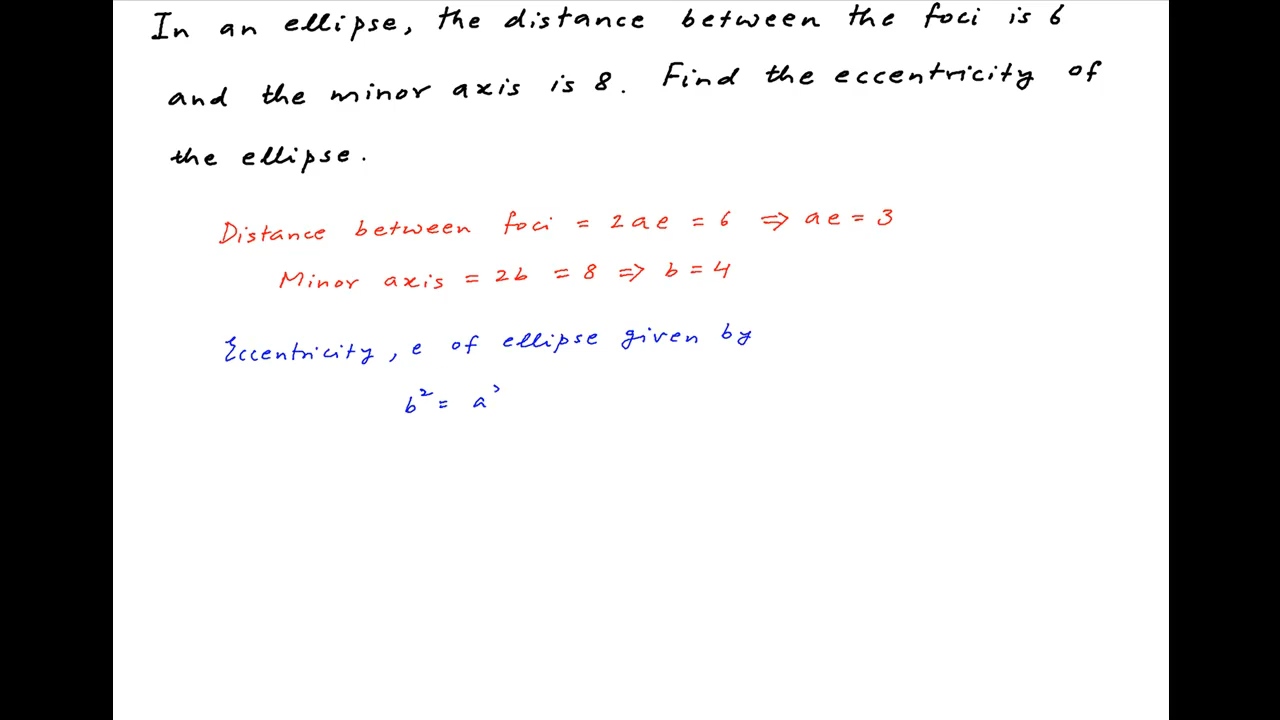 In an ellipse, the distance between the foci is 6
and the minor axis is 8. Find the eccentricity of
the ellipse.
Distance between foci = 2ae = 6 ⇒ ae = 3
Minor axis = 2b = 8 ⇒ b = 4
Eccentricity, e of ellipse given by
b² = a